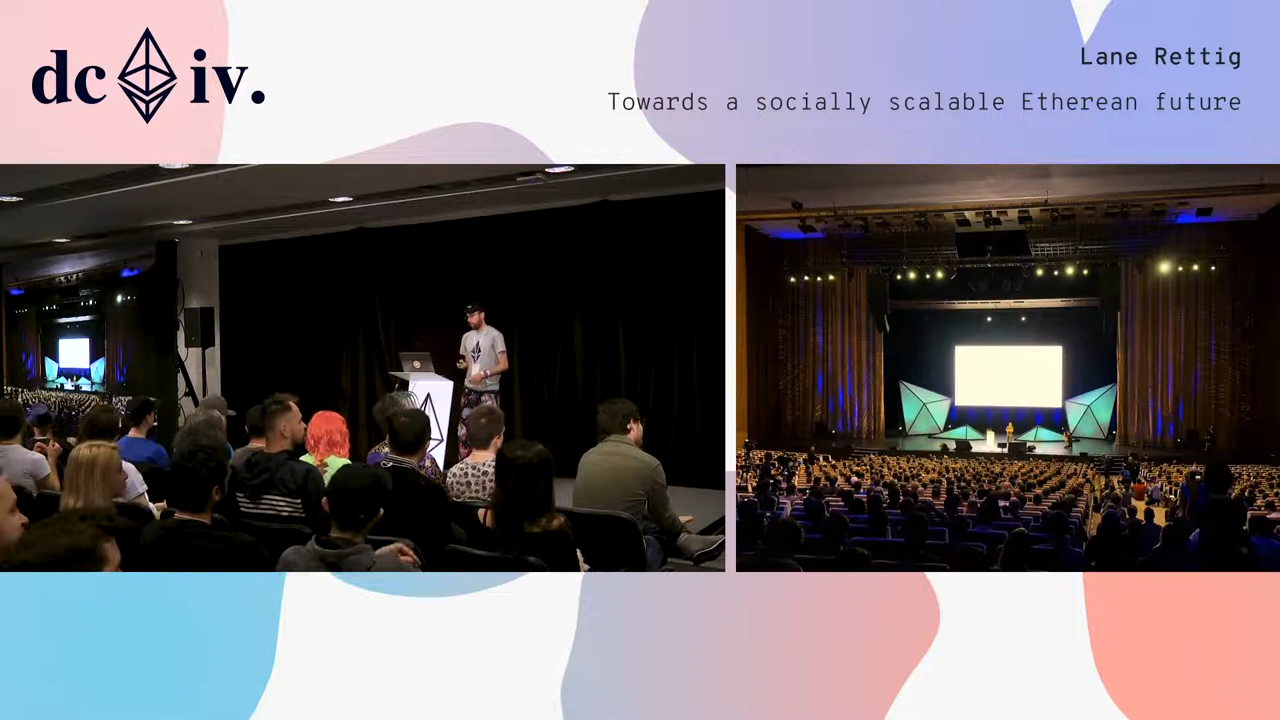 dc iv.
Lane Rettig
Towards a socially scalable Etherean future